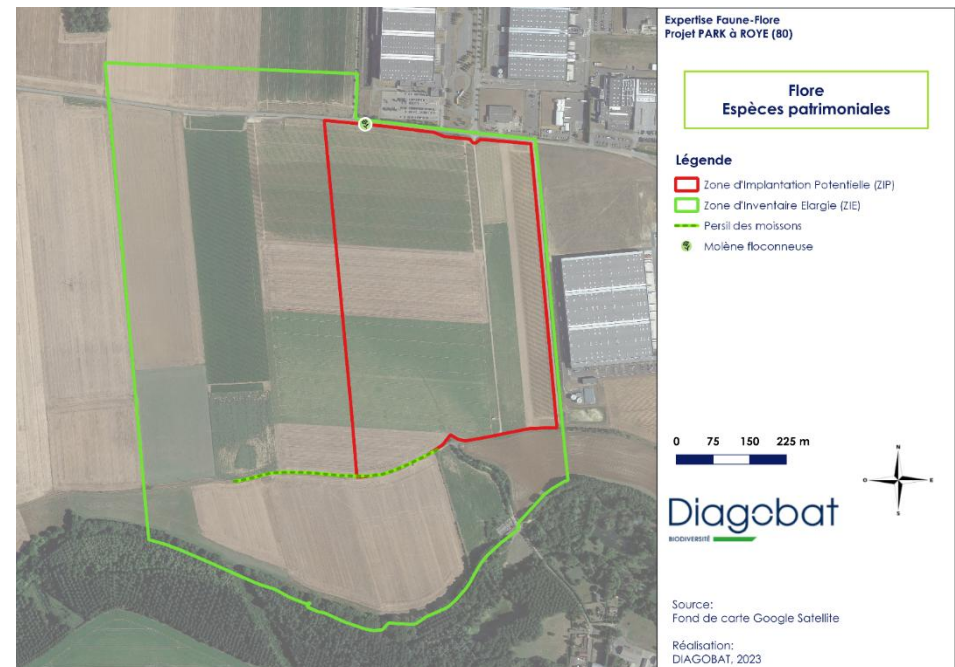 Expertise Faune-Flore
Projet PARK à ROYE (80)
Flore
Espèces patrimoniales
Légende
Zone d'Implantation Potentielle (ZIP)
Zone d'Inventaire Elargie (ZIE)
Persil des moissons
Molène floconneuse
0 75 150 225 m
N
O E
S
Diagobat
BIODIVERSITÉ
Source:
Fond de carte Google Satellite
Réalisation:
DIAGOBAT, 2023